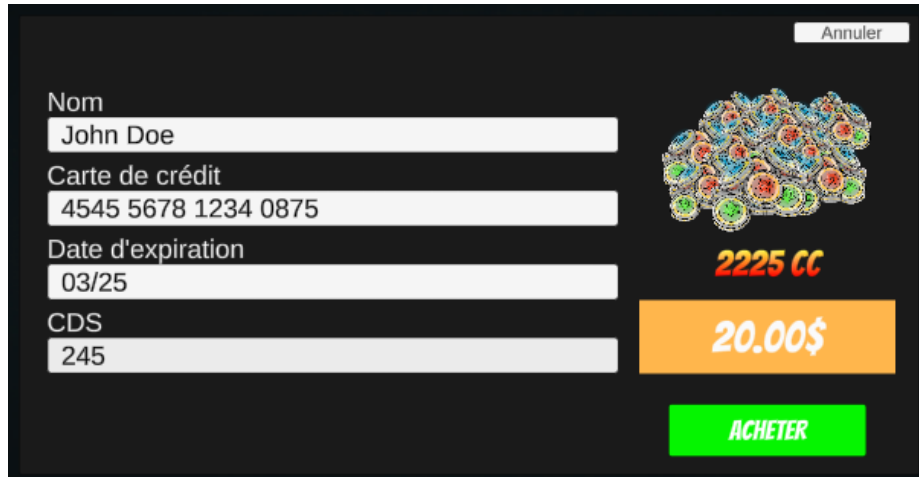 Annuler
Nom
John Doe
Carte de crédit
4545 5678 1234 0875
Date d'expiration
03/25
CDS
245
2225 CC
20.00$
ACHETER